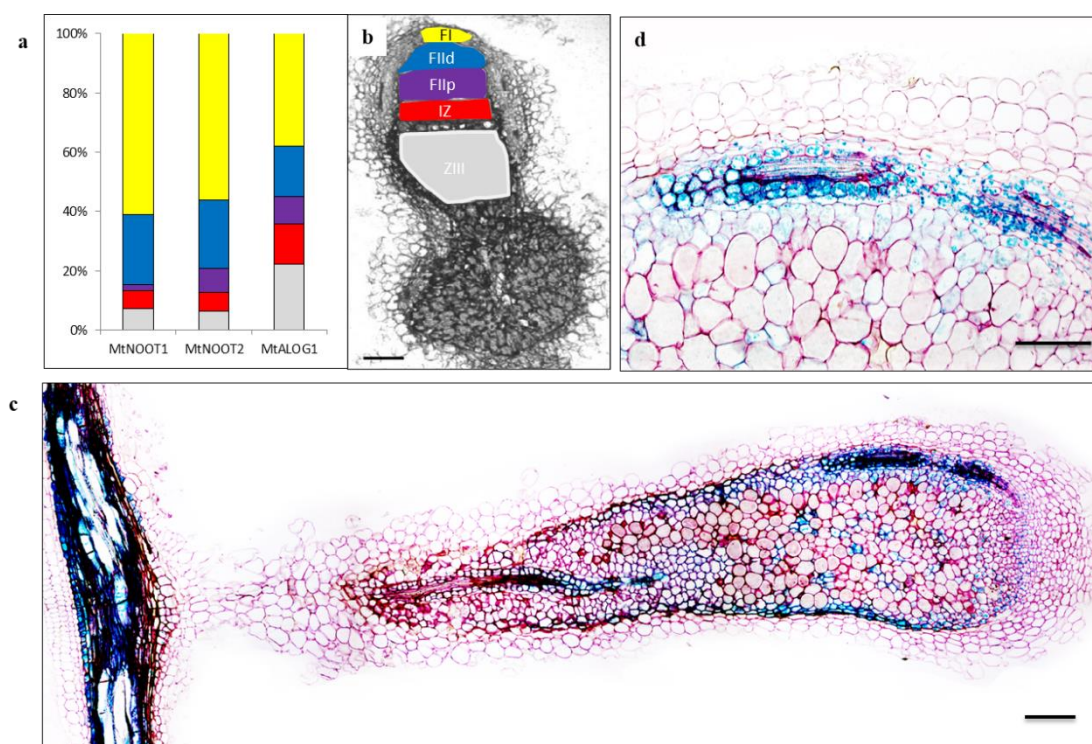 a
100%
80%
60%
40%
20%
0%
MtNOOT1 MtNOOT2 MtALOG1
b
FI
FIId
FIIp
IZ
ZIII
d
c